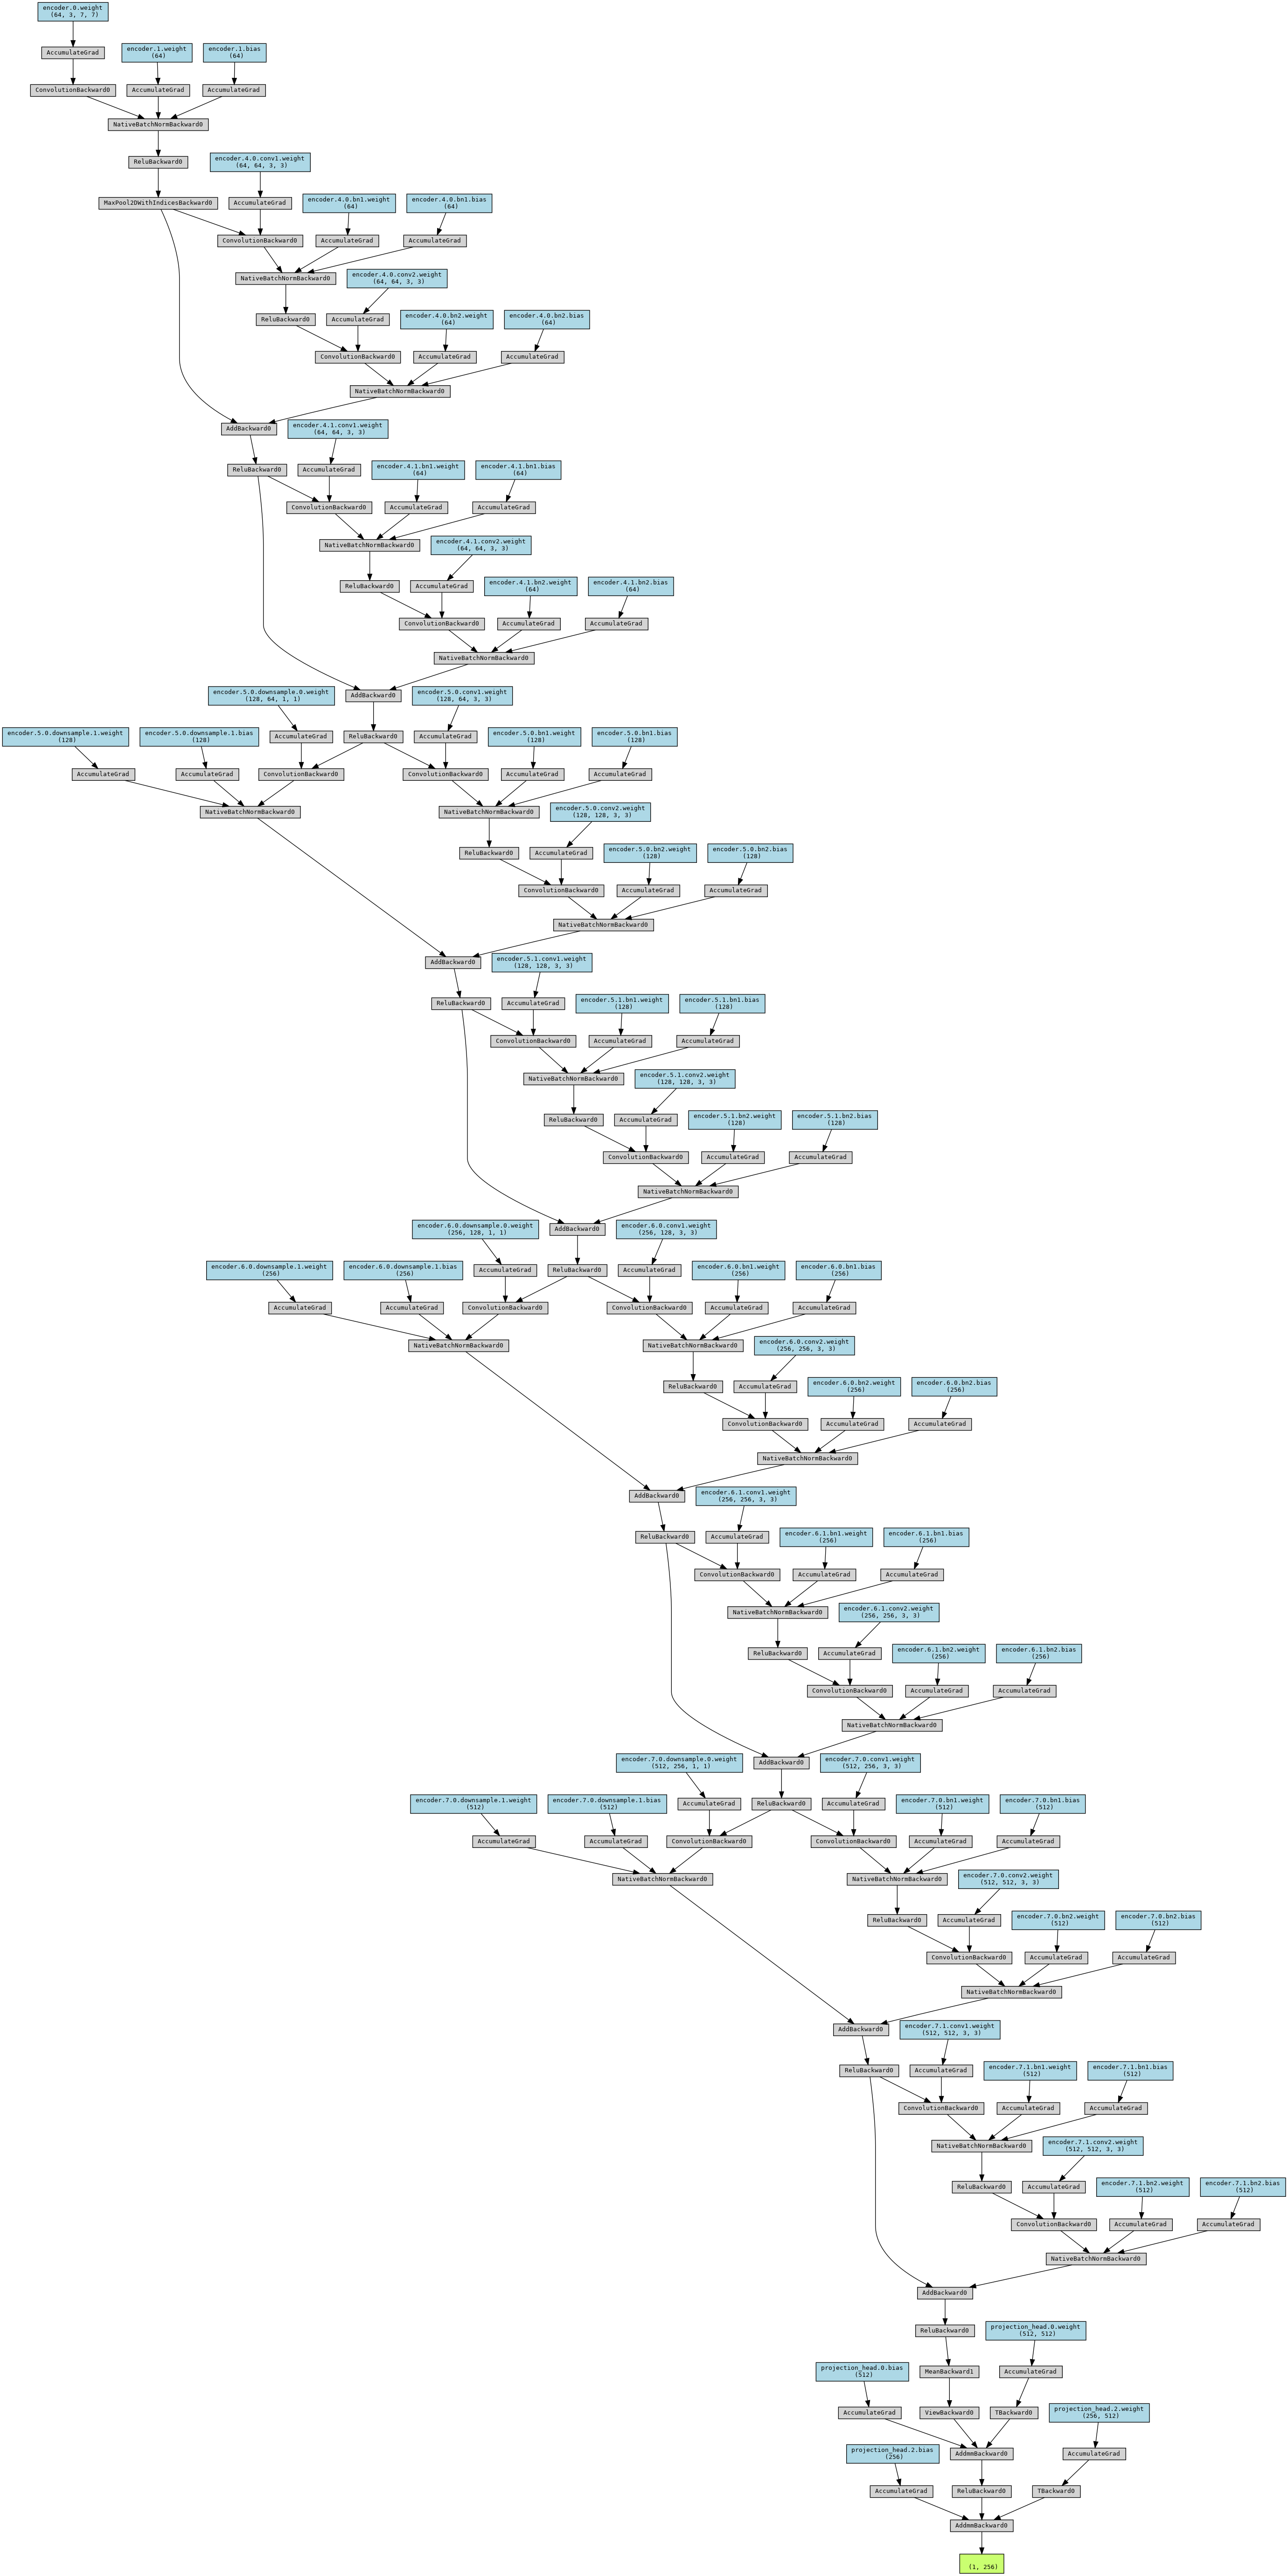 encoder.0.weight
(64, 3, 7, 7)
AccumulateGrad
encoder.1.weight
(64)
encoder.1.bias
(64)
ConvolutionBackward0
AccumulateGrad
AccumulateGrad
NativeBatchNormBackward0
ReluBackward0
encoder.4.0.conv1.weight
(64, 64, 3, 3)
MaxPool2DWithIndicesBackward0
AccumulateGrad
encoder.4.0.bn1.weight
(64)
encoder.4.0.bn1.bias
(64)
ConvolutionBackward0
AccumulateGrad
AccumulateGrad
NativeBatchNormBackward0
encoder.4.0.conv2.weight
(64, 64, 3, 3)
ReluBackward0
AccumulateGrad
encoder.4.0.bn2.weight
(64)
encoder.4.0.bn2.bias
(64)
ConvolutionBackward0
AccumulateGrad
AccumulateGrad
NativeBatchNormBackward0
AddBackward0
encoder.4.1.conv1.weight
(64, 64, 3, 3)
ReluBackward0
AccumulateGrad
encoder.4.1.bn1.weight
(64)
encoder.4.1.bn1.bias
(64)
ConvolutionBackward0
AccumulateGrad
AccumulateGrad
NativeBatchNormBackward0
encoder.4.1.conv2.weight
(64, 64, 3, 3)
ReluBackward0
AccumulateGrad
encoder.4.1.bn2.weight
(64)
encoder.4.1.bn2.bias
(64)
ConvolutionBackward0
AccumulateGrad
AccumulateGrad
NativeBatchNormBackward0
encoder.5.0.downsample.0.weight
(128, 64, 1, 1)
AddBackward0
encoder.5.0.conv1.weight
(128, 64, 3, 3)
encoder.5.0.downsample.1.weight
(128)
encoder.5.0.downsample.1.bias
(128)
AccumulateGrad
ReluBackward0
AccumulateGrad
encoder.5.0.bn1.weight
(128)
encoder.5.0.bn1.bias
(128)
AccumulateGrad
AccumulateGrad
ConvolutionBackward0
ConvolutionBackward0
AccumulateGrad
AccumulateGrad
NativeBatchNormBackward0
NativeBatchNormBackward0
encoder.5.0.conv2.weight
(128, 128, 3, 3)
ReluBackward0
AccumulateGrad
encoder.5.0.bn2.weight
(128)
encoder.5.0.bn2.bias
(128)
ConvolutionBackward0
AccumulateGrad
AccumulateGrad
NativeBatchNormBackward0
AddBackward0
encoder.5.1.conv1.weight
(128, 128, 3, 3)
ReluBackward0
AccumulateGrad
encoder.5.1.bn1.weight
(128)
encoder.5.1.bn1.bias
(128)
ConvolutionBackward0
AccumulateGrad
AccumulateGrad
NativeBatchNormBackward0
encoder.5.1.conv2.weight
(128, 128, 3, 3)
ReluBackward0
AccumulateGrad
encoder.5.1.bn2.weight
(128)
encoder.5.1.bn2.bias
(128)
ConvolutionBackward0
AccumulateGrad
AccumulateGrad
NativeBatchNormBackward0
encoder.6.0.downsample.0.weight
(256, 128, 1, 1)
AddBackward0
encoder.6.0.conv1.weight
(256, 128, 3, 3)
encoder.6.0.downsample.1.weight
(256)
encoder.6.0.downsample.1.bias
(256)
AccumulateGrad
ReluBackward0
AccumulateGrad
encoder.6.0.bn1.weight
(256)
encoder.6.0.bn1.bias
(256)
AccumulateGrad
AccumulateGrad
ConvolutionBackward0
ConvolutionBackward0
AccumulateGrad
AccumulateGrad
NativeBatchNormBackward0
NativeBatchNormBackward0
encoder.6.0.conv2.weight
(256, 256, 3, 3)
ReluBackward0
AccumulateGrad
encoder.6.0.bn2.weight
(256)
encoder.6.0.bn2.bias
(256)
ConvolutionBackward0
AccumulateGrad
AccumulateGrad
NativeBatchNormBackward0
AddBackward0
encoder.6.1.conv1.weight
(256, 256, 3, 3)
ReluBackward0
AccumulateGrad
encoder.6.1.bn1.weight
(256)
encoder.6.1.bn1.bias
(256)
ConvolutionBackward0
AccumulateGrad
AccumulateGrad
NativeBatchNormBackward0
encoder.6.1.conv2.weight
(256, 256, 3, 3)
ReluBackward0
AccumulateGrad
encoder.6.1.bn2.weight
(256)
encoder.6.1.bn2.bias
(256)
ConvolutionBackward0
AccumulateGrad
AccumulateGrad
NativeBatchNormBackward0
encoder.7.0.downsample.0.weight
(512, 256, 1, 1)
AddBackward0
encoder.7.0.conv1.weight
(512, 256, 3, 3)
encoder.7.0.downsample.1.weight
(512)
encoder.7.0.downsample.1.bias
(512)
AccumulateGrad
ReluBackward0
AccumulateGrad
encoder.7.0.bn1.weight
(512)
encoder.7.0.bn1.bias
(512)
AccumulateGrad
AccumulateGrad
ConvolutionBackward0
ConvolutionBackward0
AccumulateGrad
AccumulateGrad
NativeBatchNormBackward0
NativeBatchNormBackward0
encoder.7.0.conv2.weight
(512, 512, 3, 3)
ReluBackward0
AccumulateGrad
encoder.7.0.bn2.weight
(512)
encoder.7.0.bn2.bias
(512)
ConvolutionBackward0
AccumulateGrad
AccumulateGrad
NativeBatchNormBackward0
AddBackward0
encoder.7.1.conv1.weight
(512, 512, 3, 3)
ReluBackward0
AccumulateGrad
encoder.7.1.bn1.weight
(512)
encoder.7.1.bn1.bias
(512)
ConvolutionBackward0
AccumulateGrad
AccumulateGrad
NativeBatchNormBackward0
encoder.7.1.conv2.weight
(512, 512, 3, 3)
ReluBackward0
AccumulateGrad
encoder.7.1.bn2.weight
(512)
encoder.7.1.bn2.bias
(512)
ConvolutionBackward0
AccumulateGrad
AccumulateGrad
NativeBatchNormBackward0
AddBackward0
ReluBackward0
projection_head.0.weight
(512, 512)
projection_head.0.bias
(512)
MeanBackward1
AccumulateGrad
AccumulateGrad
ViewBackward0
TBackward0
projection_head.2.weight
(256, 512)
projection_head.2.bias
(256)
AddmmBackward0
AccumulateGrad
AccumulateGrad
ReluBackward0
TBackward0
AddmmBackward0
(1, 256)